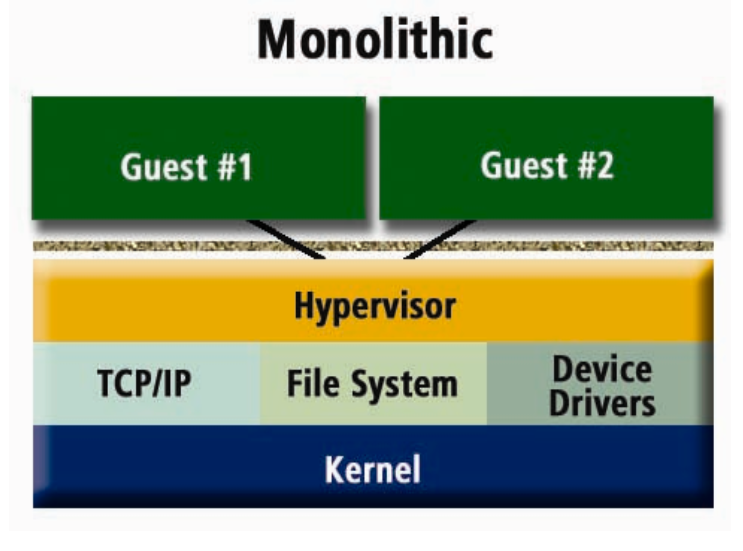 Monolithic
Guest #1
Guest #2
Hypervisor
TCP/IP
File System
Device
Drivers
Kernel